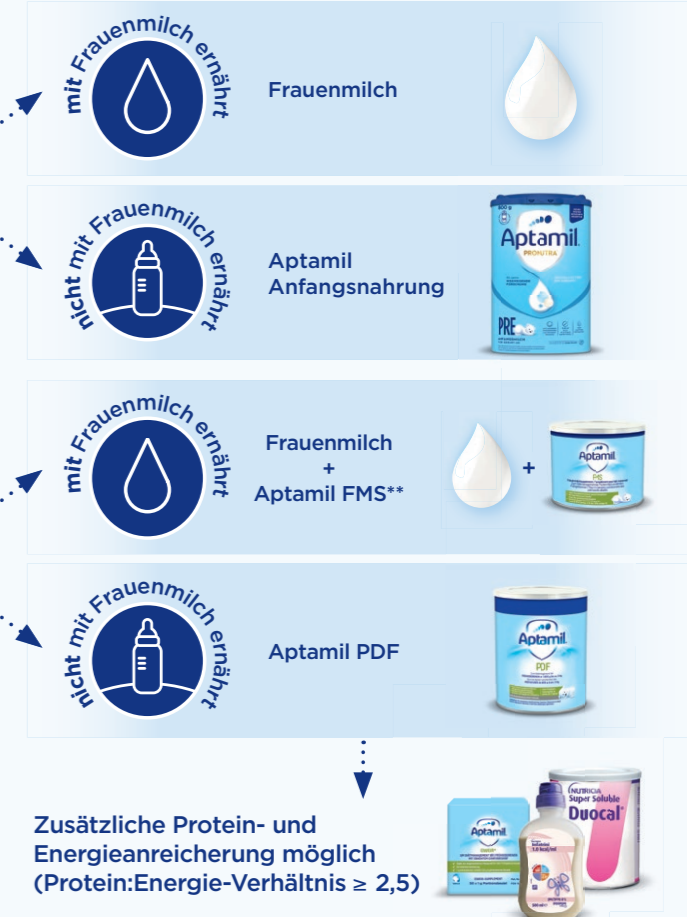 mit Frauenmilch ernährt
Frauenmilch
nicht mit Frauenmilch ernährt
Aptamil
Anfangsnahrung
800 g
Aptamil
PRONUTRA
PRE
mit Frauenmilch ernährt
Frauenmilch
+
Aptamil FMS**
+
Aptamil
FMS
nicht mit Frauenmilch ernährt
Aptamil PDF
Aptamil
PDF
Zusätzliche Protein- und
Energieanreicherung möglich
(Protein:Energie-Verhältnis ≥ 2,5)
Aptamil
NUTRICIA
Super Soluble
Duocal